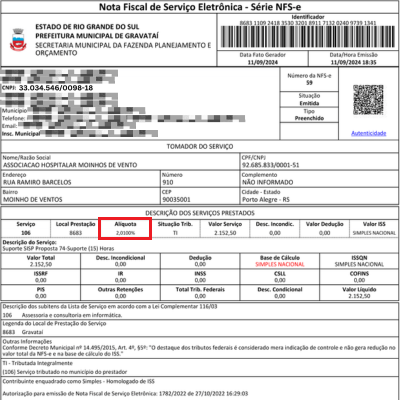 Nota Fiscal de Serviço Eletrônica - Série NFS-e
ESTADO DE RIO GRANDE DO SUL
PREFEITURA MUNICIPAL DE GRAVATAÍ
SECRETARIA MUNICIPAL DA FAZENDA PLANEJAMENTO E
ORÇAMENTO
Identificador
8683 1109 2418 3530 3201 8911 7132 0240 9739 1341
Data Fato Gerador Data/Hora Emissão
11/09/2024 11/09/2024 18:35
CNPJ: 33.034.546/0098-18
Município
Telefone:
Email:
Insc. Municipal
Número da NFS-e
59
Situação
Emitida
Tipo
Preenchido
Autenticidade
TOMADOR DO SERVIÇO
Nome/Razão Social CPF/CNPJ
ASSOCIACAO HOSPITALAR MOINHOS DE VENTO 92.685.833/0001-51
Endereço Número Complemento
RUA RAMIRO BARCELOS 910 NÃO INFORMADO
Bairro CEP Cidade - Estado
MOINHO DE VENTOS 90035001 Porto Alegre - RS
DESCRIÇÃO DOS SERVIÇOS PRESTADOS
Serviço Local Prestação Alíquota Situação Trib. Valor Serviço Desc. Incondic. Valor Dedução Valor ISS
106 8683 2,0100% TI 2.152,50 0,00 0,00 SIMPLES NACIONAL
Descrição do Serviço:
Suporte SISP Proposta 74-Suporte (15) Horas
Valor Total Desc. Incondicional Dedução Base de Cálculo ISSQN
2.152,50 0,00 0,00 SIMPLES NACIONAL SIMPLES NACIONAL
ISSRF IR INSS CSLL COFINS
0,00 0,00 0,00 0,00 0,00
PIS Outras Retenções Total Trib. Federais Desc. Condicional Valor Líquido
0,00 0,00 0,00 0,00 2.152,50
Descrição do subitem da Lista de Serviço em acordo com a Lei Complementar 116/03
106 Assessoria e consultoria em informática.
Legenda do Local de Prestação do Serviço
8683 Gravataí
Outras Informações
Conforme Decreto Municipal nº 14.495/2015, Art. 4º, §5º: "O destaque dos tributos federais é considerado mera indicação de controle e não gera redução no
valor total da NFS-e e na base de cálculo do ISS."
TI - Tributada Integralmente
(106) Serviço tributado no município do prestador
Contribuinte enquadrado como Simples - Homologado de ISS
Autorização para emissão de Nota Fiscal de Serviço Eletrônico: 1782/2022 de 27/10/2022 16:29:03